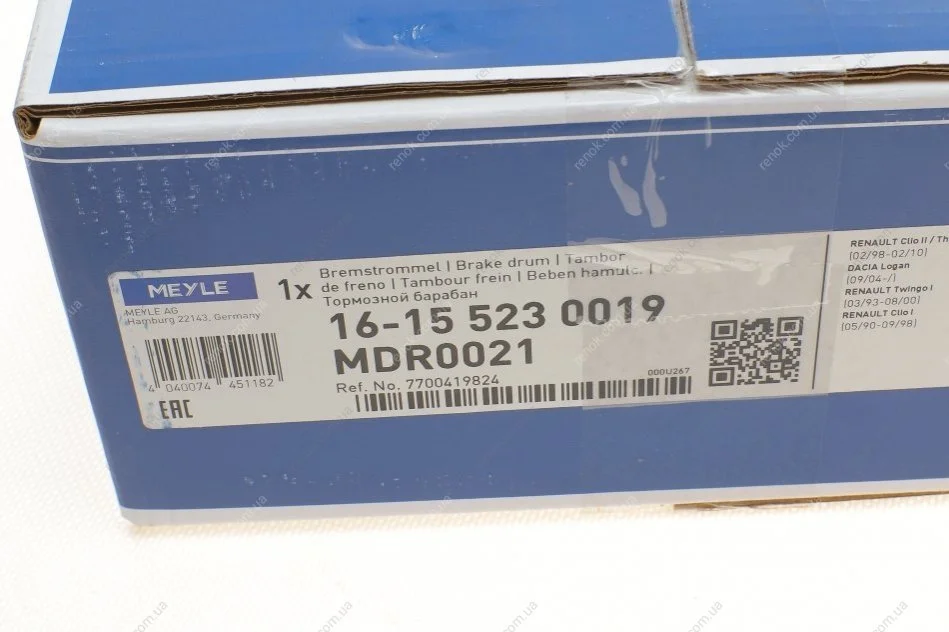 MEYLE
MEYLE AG
Hamburg 22143, Germany
4 040074 451182
EAC
1x
Bremstrommel | Brake drum | Tambor
de freno | Tambour frein | Beben hamulc. |
Тормозной барабан
16-15 523 0019
MDR0021
Ref. No. 7700419824
000U267
RENAULT Clio II / Th
(02/98-02/10)
DACIA Logan
(09/04-/)
RENAULT Twingo I
(03/93-08/00)
RENAULT Clio I
(05/90-09/98)
renok.com.ua